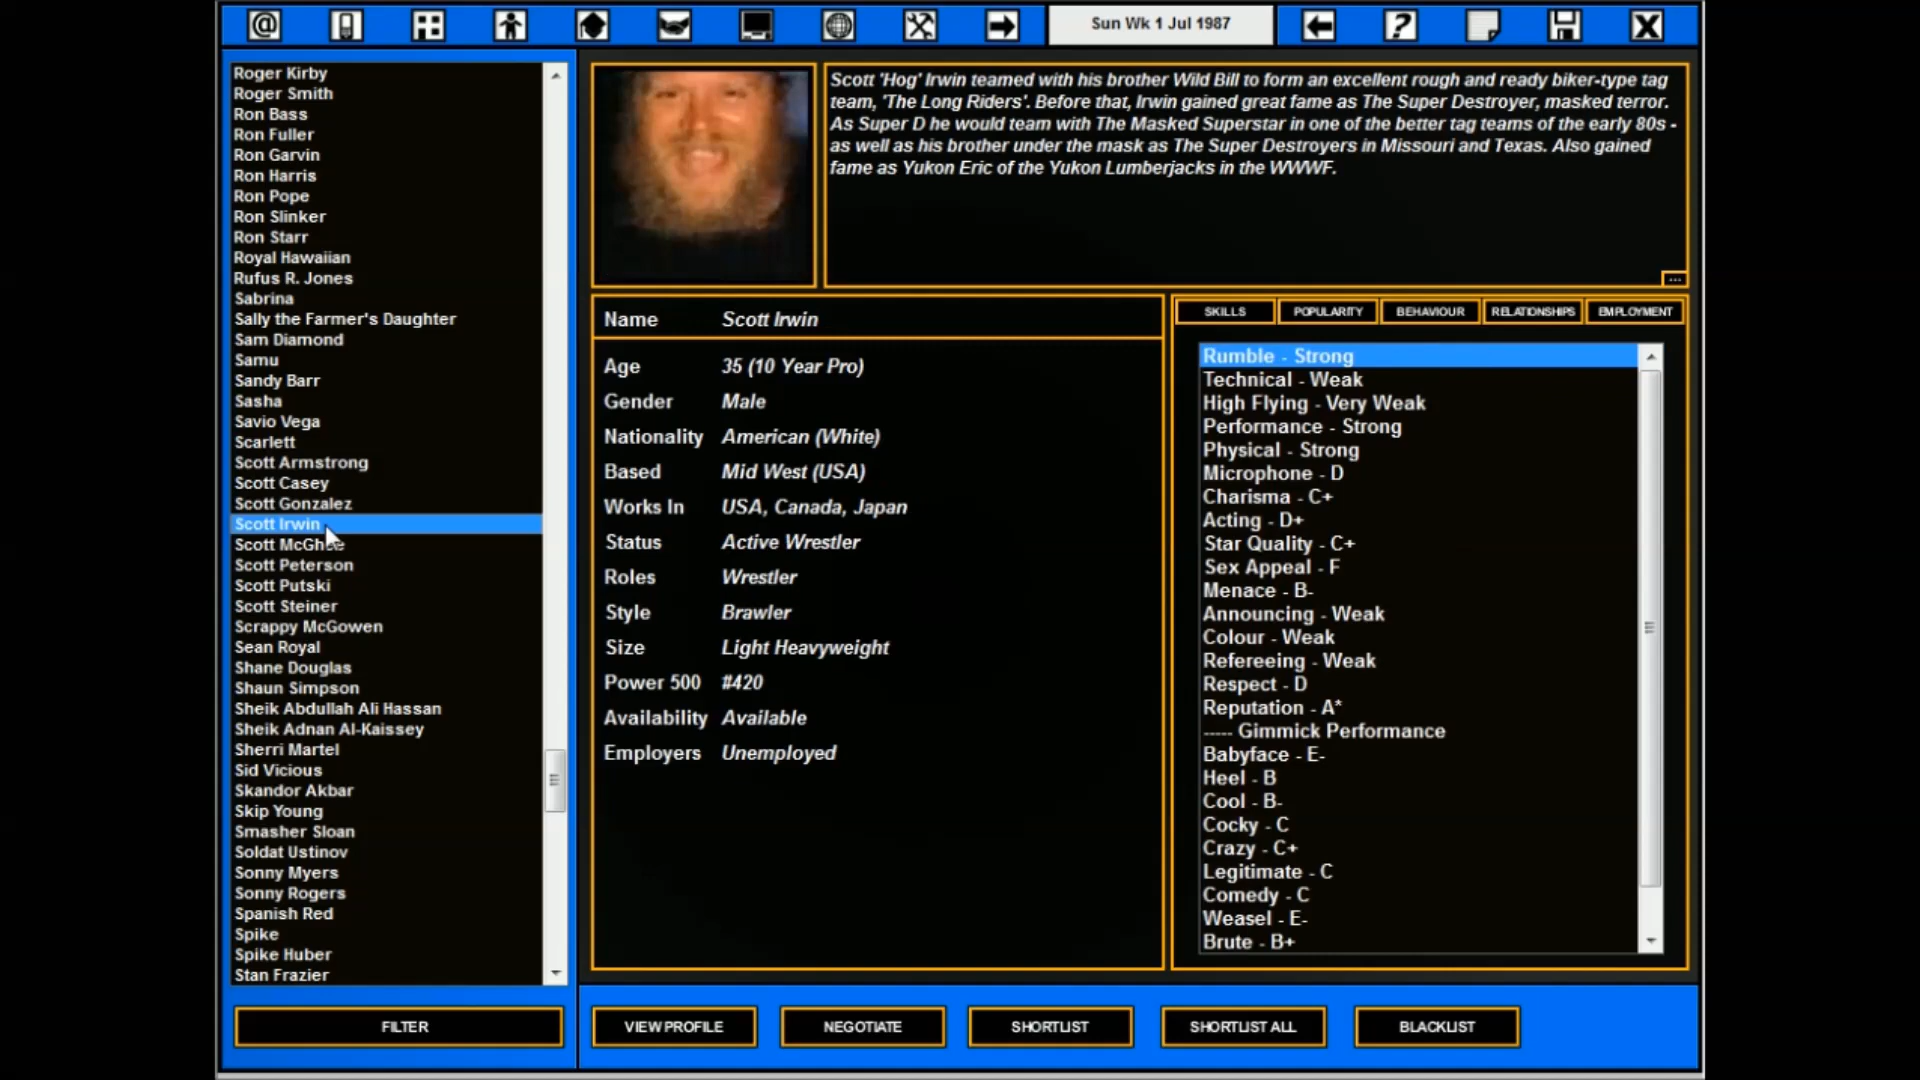 @
Sun Wk 1 Jul 1987
?
X
Roger Kirby
Roger Smith
Ron Bass
Ron Fuller
Ron Garvin
Ron Harris
Ron Pope
Ron Slinker
Ron Starr
Royal Hawaiian
Rufus R. Jones
Sabrina
Sally the Farmer's Daughter
Sam Diamond
Samu
Sandy Barr
Sasha
Savio Vega
Scarlett
Scott Armstrong
Scott Casey
Scott Gonzalez
Scott Irwin
Scott McGhee
Scott Peterson
Scott Putski
Scott Steiner
Scrappy McGowen
Sean Royal
Shane Douglas
Shaun Simpson
Sheik Abdullah Ali Hassan
Sheik Adnan Al-Kaissey
Sherri Martel
Sid Vicious
Skandor Akbar
Skip Young
Smasher Sloan
Soldat Ustinov
Sonny Myers
Sonny Rogers
Spanish Red
Spike
Spike Huber
Stan Frazier
FILTER
Scott 'Hog' Irwin teamed with his brother Wild Bill to form an excellent rough and ready biker-type tag
team, 'The Long Riders'. Before that, Irwin gained great fame as The Super Destroyer, masked terror.
As Super D he would team with The Masked Superstar in one of the better tag teams of the early 80s -
as well as his brother under the mask as The Super Destroyers in Missouri and Texas. Also gained
fame as Yukon Eric of the Yukon Lumberjacks in the WWWF.
...
Name Scott Irwin
Age 35 (10 Year Pro)
Gender Male
Nationality American (White)
Based Mid West (USA)
Works In USA, Canada, Japan
Status Active Wrestler
Roles Wrestler
Style Brawler
Size Light Heavyweight
Power 500 #420
Availability Available
Employers Unemployed
SKILLS POPULARITY BEHAVIOUR RELATIONSHIPS EMPLOYMENT
Rumble - Strong
Technical - Weak
High Flying - Very Weak
Performance - Strong
Physical - Strong
Microphone - D
Charisma - C+
Acting - D+
Star Quality - C+
Sex Appeal - F
Menace - B-
Announcing - Weak
Colour - Weak
Refereeing - Weak
Respect - D
Reputation - A*
----- Gimmick Performance
Babyface - E-
Heel - B
Cool - B-
Cocky - C
Crazy - C+
Legitimate - C
Comedy - C
Weasel - E-
Brute - B+
VIEW PROFILE NEGOTIATE SHORTLIST SHORTLIST ALL BLACKLIST